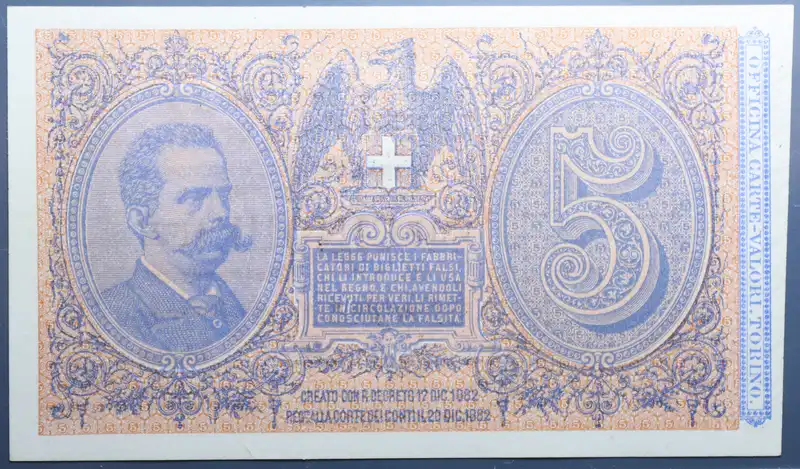 LA LEGGE PUNISCE I FABBRI-
CATORI DI BIGLIETTI FALSI,
CHI LI INTRODUCE E LI USA
NEL REGNO, E CHI, AVENDOLI
RICEVUTI PER VERI, LI RIMET-
TE IN CIRCOLAZIONE DOPO
CONOSCIUTANE LA FALSITÀ
5
CREATO CON R. DECRETO 17 DIC. 1882
REG. ALLA CORTE DEI CONTI IL 20 DIC. 1882
OFFICINA CARTE-VALORI. TORINO.